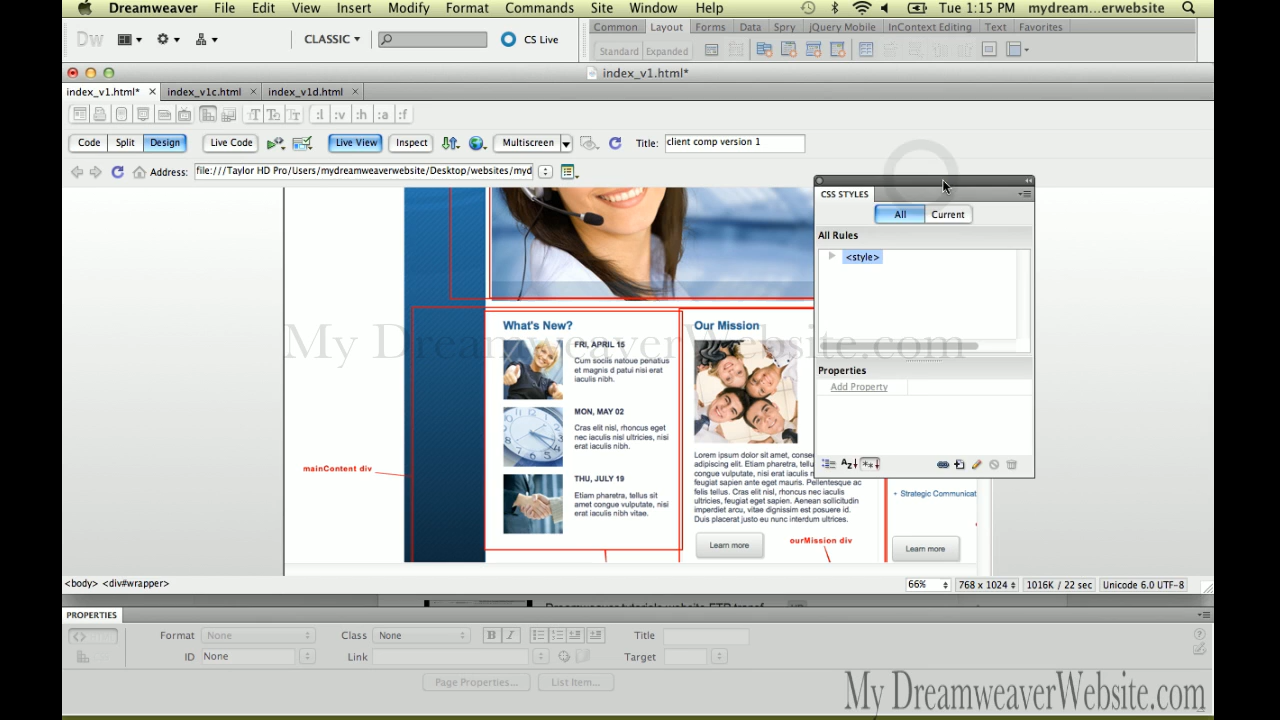 Dreamweaver File Edit View Insert Modify Format Commands Site Window Help Tue 1:15 PM mydream...erwebsite
Dw CLASSIC CS Live
Common Layout Forms Data Spry jQuery Mobile InContext Editing Text Favorites
Standard Expanded
index_v1.html*
index_v1.html* index_v1c.html index_v1d.html
:l :v :h :a :f
Code Split Design Live Code Live View Inspect Multiscreen Title: client comp version 1
Address: file:///Taylor HD Pro/Users/mydreamweaverwebsite/Desktop/websites/myd
CSS STYLES
All Current
All Rules
<style>
Properties
Add Property
What's New?
FRI, APRIL 15
Cum sociis natoue penatius
et magnis d patui nisi erat
iaculis nibh.
MON, MAY 02
Cras elit nisl, rhoncus eget
nec iaculis nisl ultricies, nisi
erat iaculis nibh.
THU, JULY 19
Etiam pharetra, tellus sit
amet congue vulputate, nisi
erat iaculis nibh vitae.
Our Mission
Lorem ipsum dolor sit amet, conse
adipiscing elit. Etiam pharetra, tellu
congue vulputate, nisi erat iaculis n
sapien eget mauris. Pellentesque ac
felis tellus. Cras elit nisl, rhoncus eu
ultricies, feugiat eget sapien. Aenean sollicitudin
imperdiet arcu, vitae dignissim est posuere id.
Duis placerat justo eu nunc interdum ultrices.
Learn more
+ Strategic Communicat
Learn more
mainContent div
ourMission div
My DreamweaverWebsite.com
<body> <div#wrapper>
66% 768 x 1024 1016K / 22 sec Unicode 6.0 UTF-8
PROPERTIES
Format None Class None B I Title
ID None Link Target
Page Properties... List Item...
My DreamweaverWebsite.com